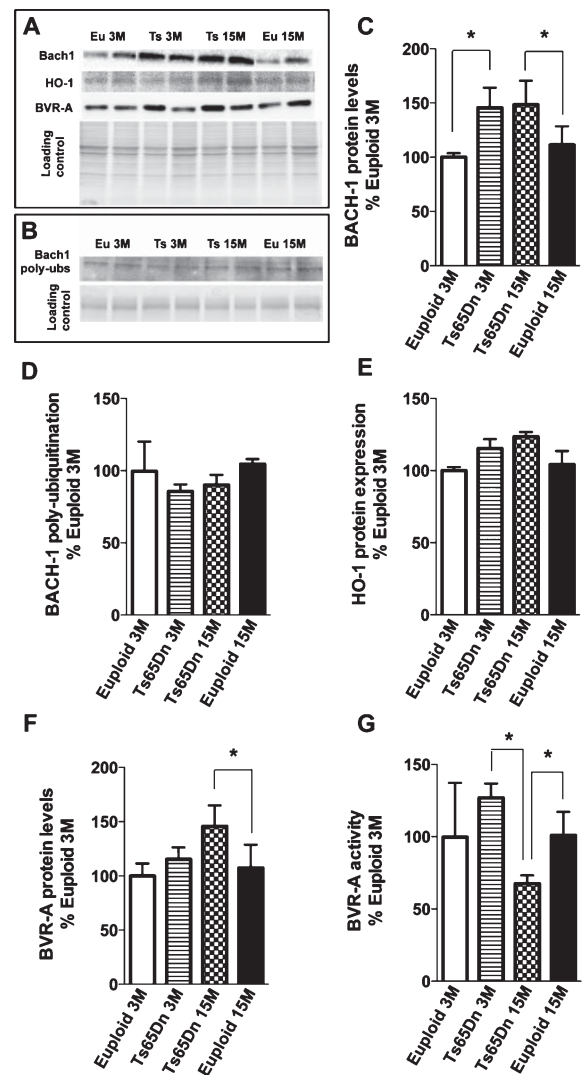 A
Eu 3M Ts 3M Ts 15M Eu 15M
Bach1
HO-1
BVR-A
Loading
control
B
Eu 3M Ts 3M Ts 15M Eu 15M
Bach1
poly-ubs
Loading
control
C
BACH-1 protein levels
% Euploid 3M
200
150
100
50
0
* *
Euploid 3M
Ts65Dn 3M
Ts65Dn 15M
Euploid 15M
D
BACH-1 poly-ubiquitination
% Euploid 3M
150
100
50
0
Euploid 3M
Ts65Dn 3M
Ts65Dn 15M
Euploid 15M
E
HO-1 protein expression
% Euploid 3M
150
100
50
0
Euploid 3M
Ts65Dn 3M
Ts65Dn 15M
Euploid 15M
F
BVR-A protein levels
% Euploid 3M
200
150
100
50
0
*
Euploid 3M
Ts65Dn 3M
Ts65Dn 15M
Euploid 15M
G
BVR-A activity
% Euploid 3M
150
100
50
0
* *
Euploid 3M
Ts65Dn 3M
Ts65Dn 15M
Euploid 15M